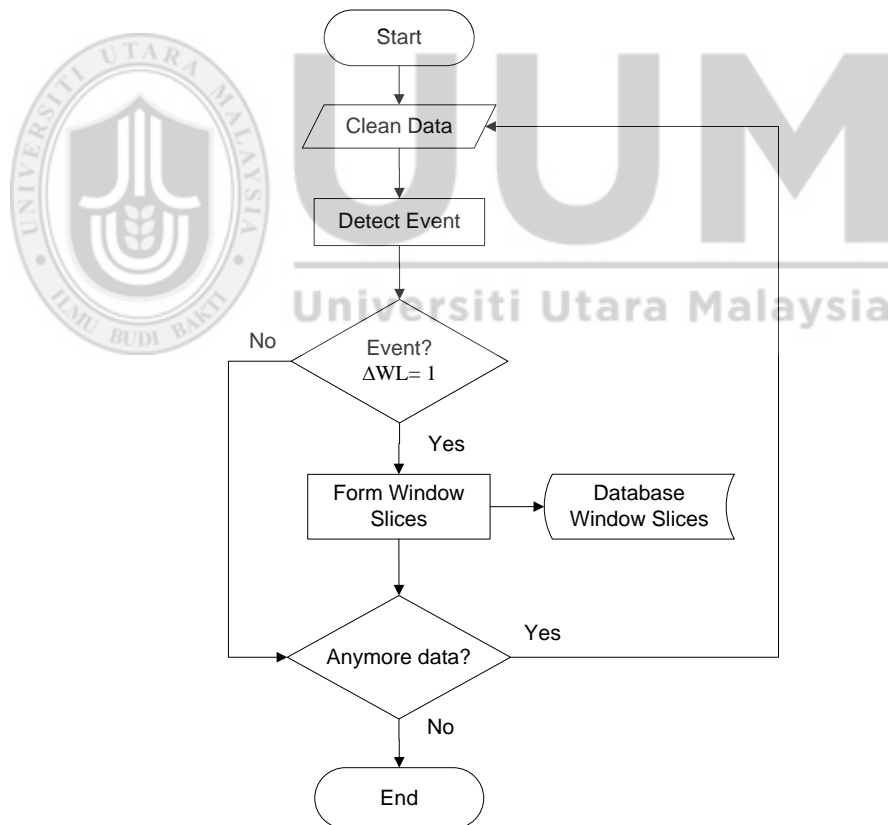 Start
UNIVERSITI UTARA MALAYSIA
UUM
Clean Data
Detect Event
Universiti Utara Malaysia
ILMU BUDI BAKTI
No
Event?
ΔWL= 1
Yes
Form Window
Slices
Database
Window Slices
Yes
Anymore data?
No
End